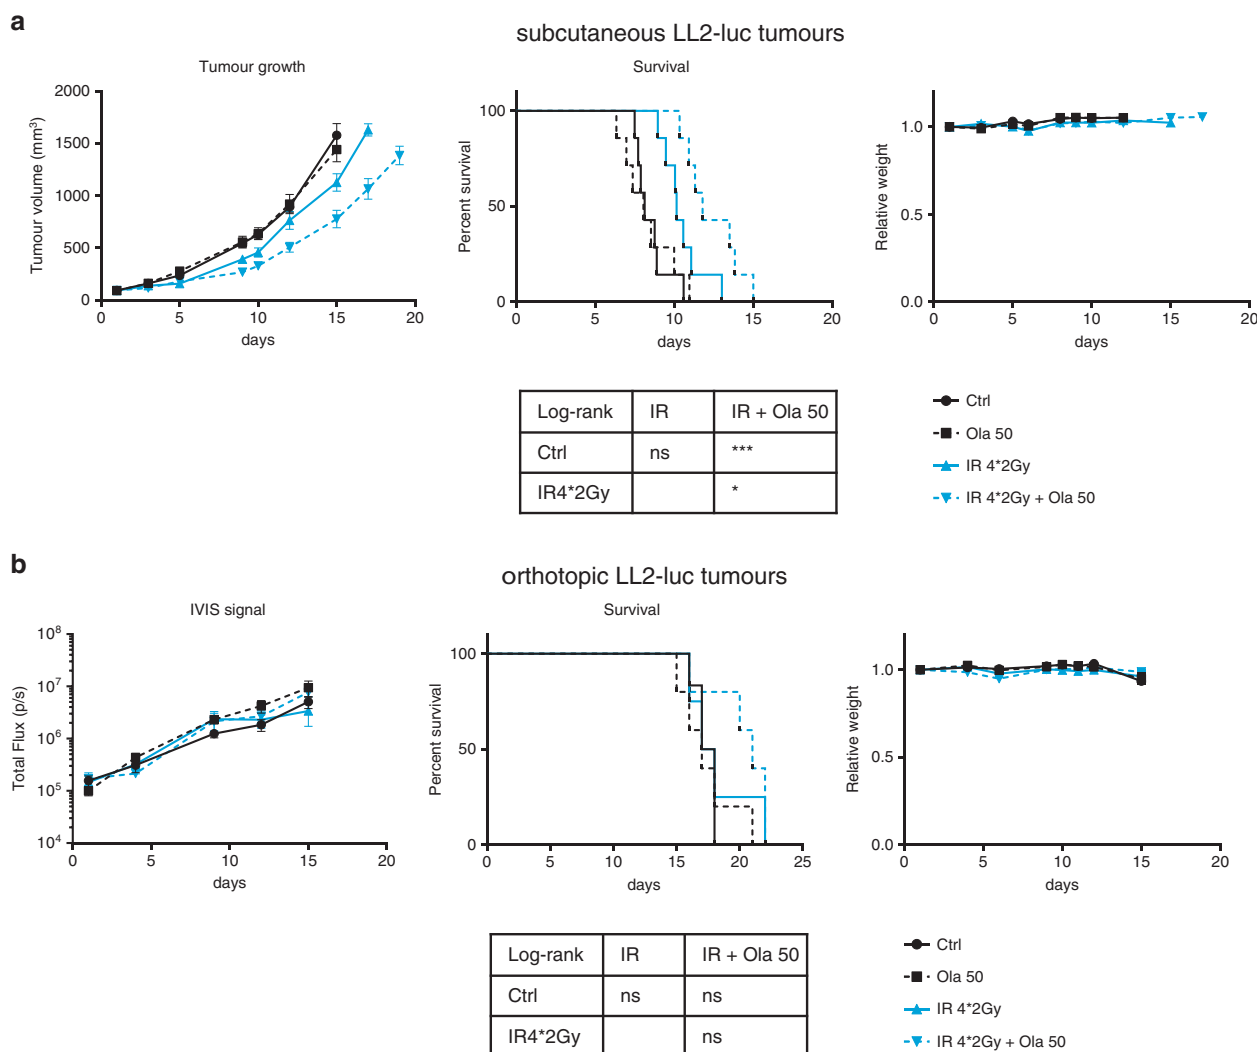 a
subcutaneous LL2-luc tumours
Tumour growth
Survival
Tumour volume (mm³)
2000
1500
1000
500
0
0 5 10 15 20
days
Percent survival
100
50
0
0 5 10 15 20
days
Relative weight
1.0
0.5
0.0
0 5 10 15 20
days
Log-rank IR IR + Ola 50
Ctrl ns ***
IR4*2Gy *
Ctrl
Ola 50
IR 4*2Gy
IR 4*2Gy + Ola 50
b
orthotopic LL2-luc tumours
IVIS signal
Survival
Total Flux (p/s)
10⁸
10⁷
10⁶
10⁵
10⁴
0 5 10 15 20
days
Percent survival
100
50
0
0 5 10 15 20 25
days
Relative weight
1.0
0.5
0.0
0 5 10 15 20
days
Log-rank IR IR + Ola 50
Ctrl ns ns
IR4*2Gy ns
Ctrl
Ola 50
IR 4*2Gy
IR 4*2Gy + Ola 50